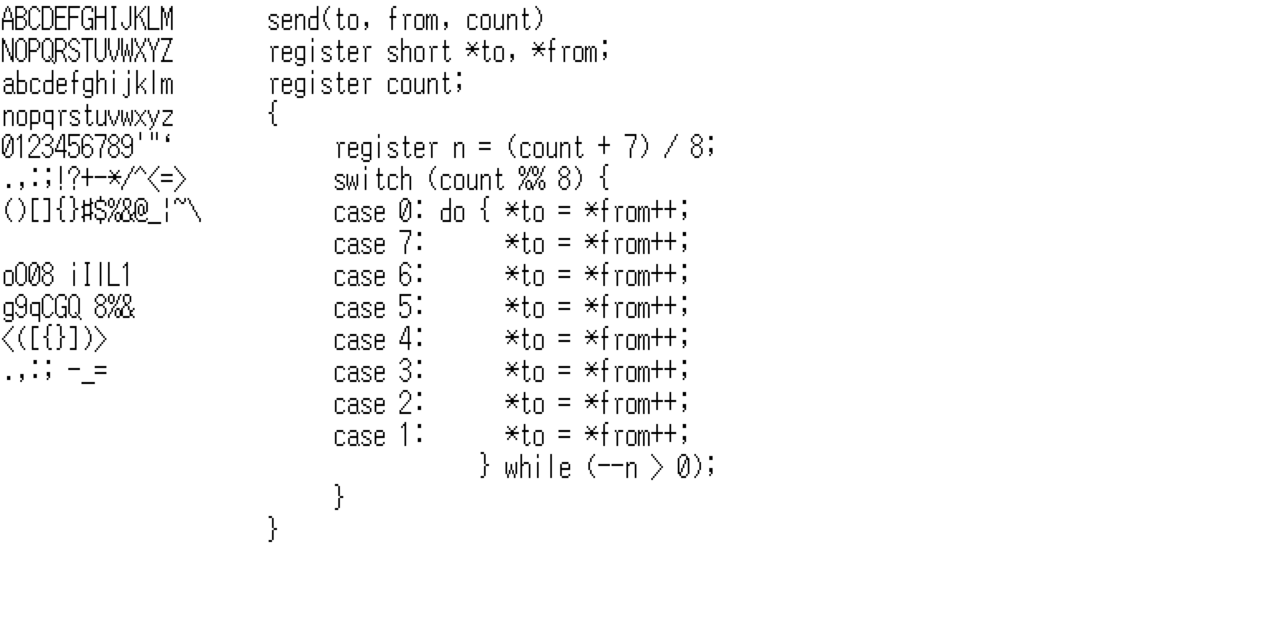 ABCDEFGHIJKLM send(to, from, count)
NOPQRSTUVWXYZ register short *to, *from;
abcdefghijklm register count;
nopqrstuvwxyz {
0123456789'"‘ register n = (count + 7) / 8;
.,:;!?+-*/^<=> switch (count %% 8) {
()[]{}#$%&@_¦~\ case 0: do { *to = *from++;
case 7: *to = *from++;
oO08 iIlL1 case 6: *to = *from++;
g9qCGQ 8%& case 5: *to = *from++;
<([{}])> case 4: *to = *from++;
.,:; -_= case 3: *to = *from++;
case 2: *to = *from++;
case 1: *to = *from++;
} while (--n > 0);
}
}